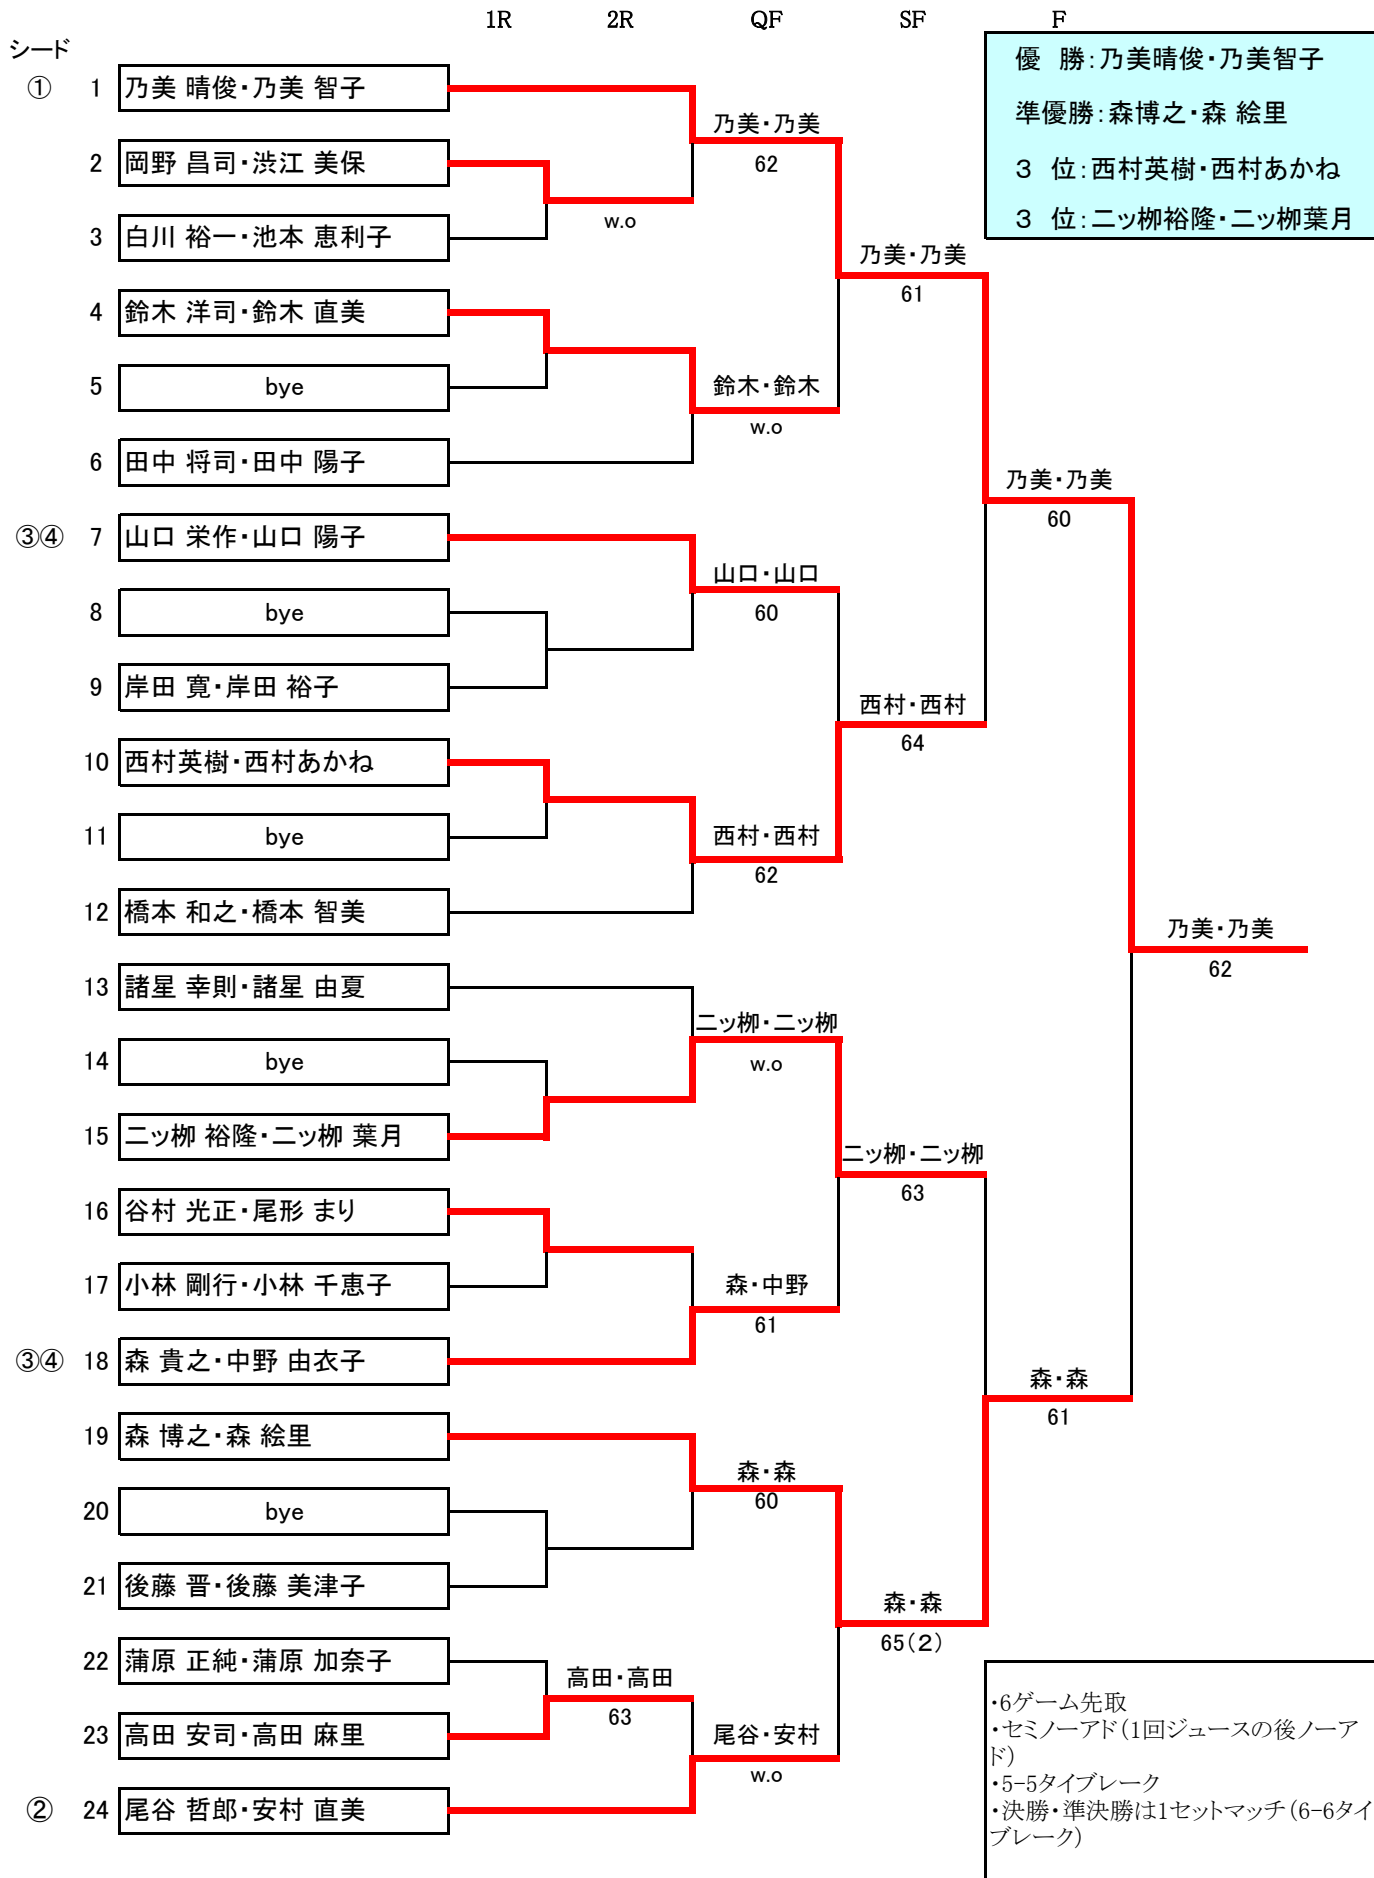 1R 2R QF SF F
シード
優 勝：乃美晴俊・乃美智子
準優勝：森博之・森 絵里
３ 位：西村英樹・西村あかね
３ 位：二ッ栁裕隆・二ッ栁葉月
① 1 乃美 晴俊・乃美 智子
乃美・乃美
62
2 岡野 昌司・渋江 美保
w.o
3 白川 裕一・池本 恵利子
乃美・乃美
61
4 鈴木 洋司・鈴木 直美
5 bye
鈴木・鈴木
w.o
6 田中 将司・田中 陽子
乃美・乃美
60
③④ 7 山口 栄作・山口 陽子
山口・山口
60
8 bye
9 岸田 寛・岸田 裕子
西村・西村
64
10 西村英樹・西村あかね
11 bye
西村・西村
62
12 橋本 和之・橋本 智美
乃美・乃美
62
13 諸星 幸則・諸星 由夏
二ッ栁・二ッ栁
w.o
14 bye
15 二ッ栁 裕隆・二ッ栁 葉月
二ッ栁・二ッ栁
63
16 谷村 光正・尾形 まり
17 小林 剛行・小林 千恵子
森・中野
61
③④ 18 森 貴之・中野 由衣子
森・森
61
19 森 博之・森 絵里
森・森
60
20 bye
21 後藤 晋・後藤 美津子
森・森
65（２）
22 蒲原 正純・蒲原 加奈子
高田・高田
63
23 高田 安司・高田 麻里
尾谷・安村
w.o
② 24 尾谷 哲郎・安村 直美
・6ゲーム先取
・セミノーアド（1回ジュースの後ノーア
ド）
・5-5タイブレーク
・決勝・準決勝は1セットマッチ（6-6タイ
ブレーク）